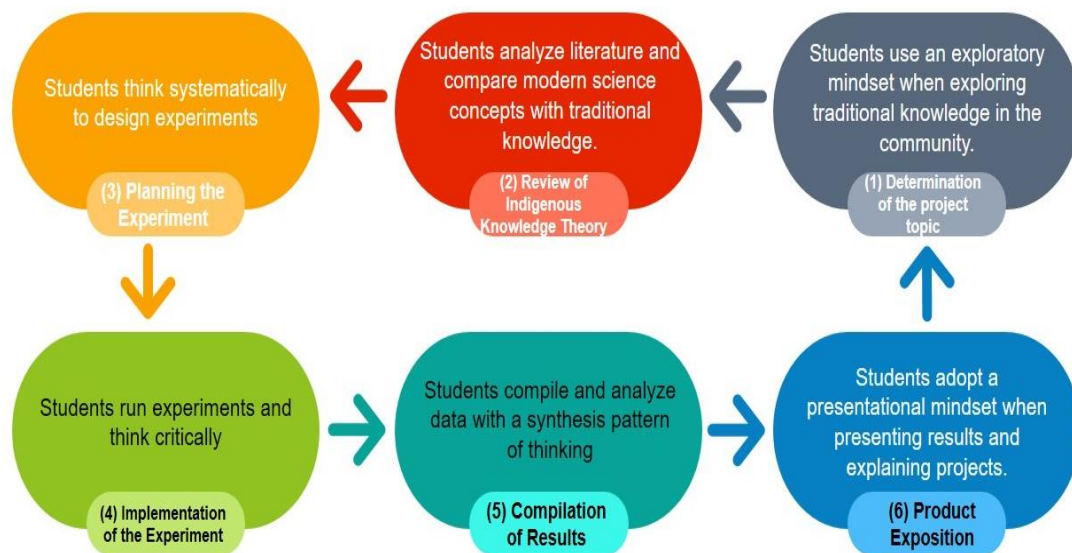 Students use an exploratory
mindset when exploring
traditional knowledge in the
community.
(1) Determination
of the project
topic
Students analyze literature and
compare modern science
concepts with traditional
knowledge.
(2) Review of
Indigenous
Knowledge Theory
Students think systematically
to design experiments
(3) Planning the
Experiment
Students run experiments and
think critically
(4) Implementation
of the Experiment
Students compile and analyze
data with a synthesis pattern
of thinking
(5) Compilation
of Results
Students adopt a
presentational mindset when
presenting results and
explaining projects.
(6) Product
Exposition